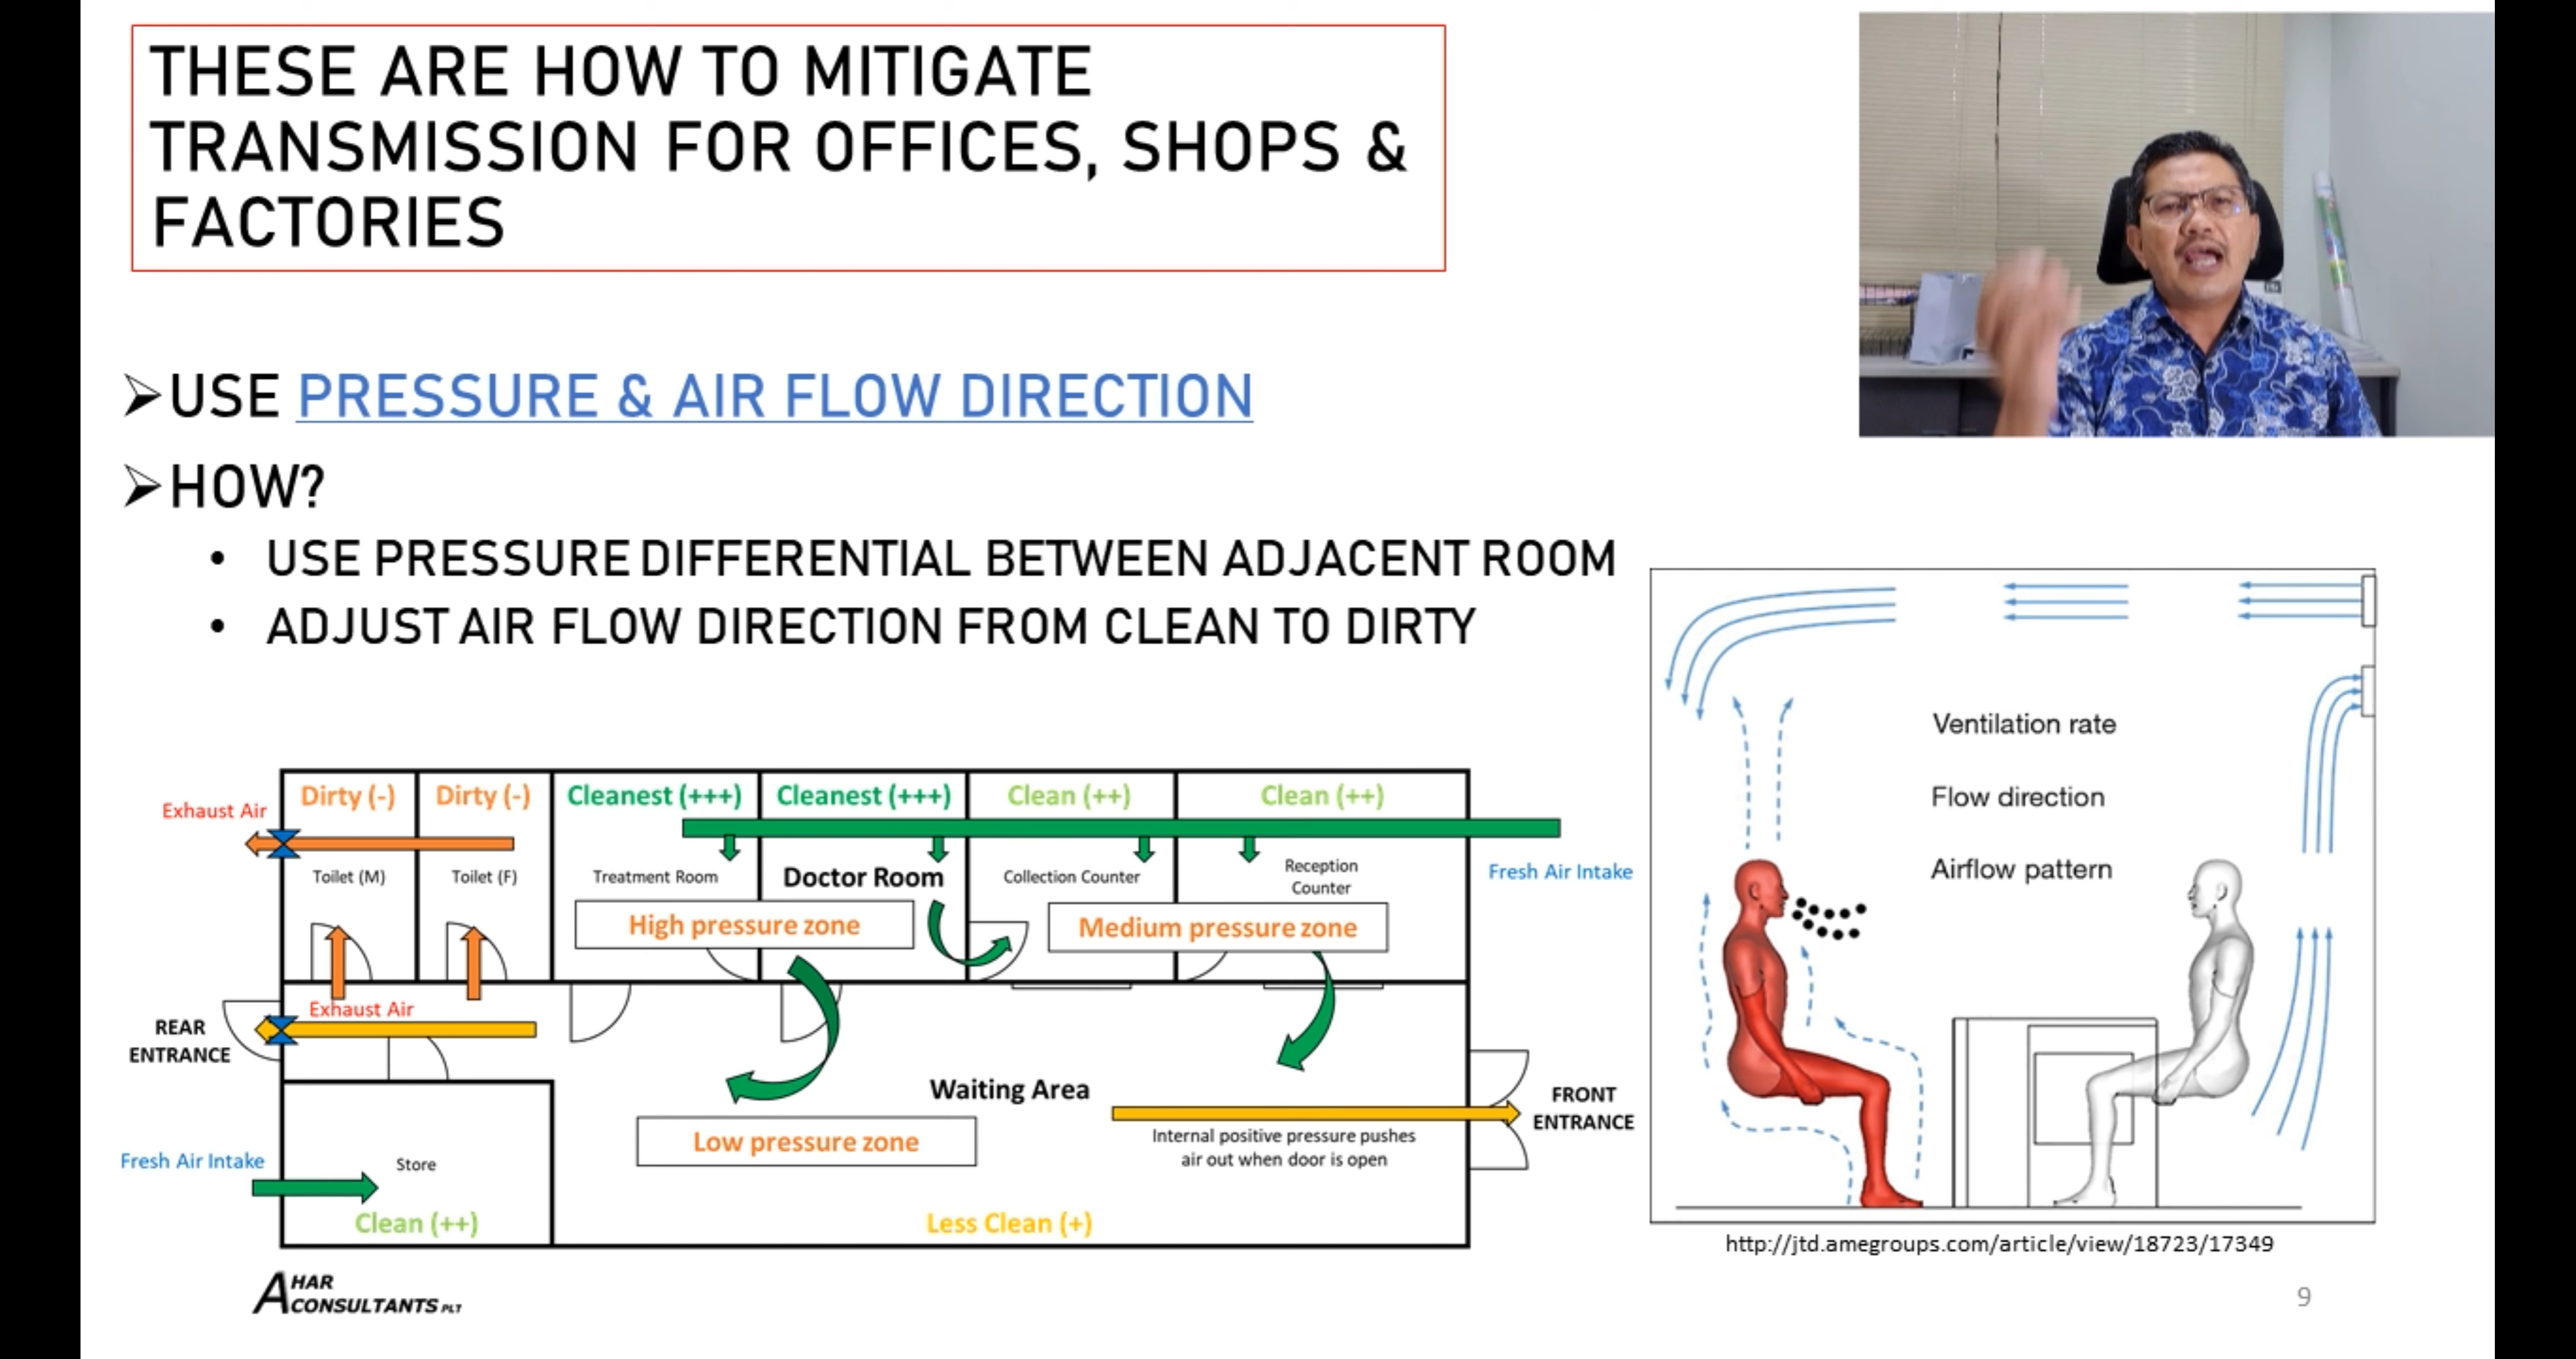 THESE ARE HOW TO MITIGATE
TRANSMISSION FOR OFFICES, SHOPS &
FACTORIES
USE PRESSURE & AIR FLOW DIRECTION
HOW?
• USE PRESSURE DIFFERENTIAL BETWEEN ADJACENT ROOM
• ADJUST AIR FLOW DIRECTION FROM CLEAN TO DIRTY
Exhaust Air
Dirty (-)
Dirty (-)
Cleanest (+++)
Cleanest (+++)
Clean (++)
Clean (++)
Toilet (M)
Toilet (F)
Treatment Room
Doctor Room
Collection Counter
Reception
Counter
Fresh Air Intake
High pressure zone
Medium pressure zone
Exhaust Air
REAR
ENTRANCE
Waiting Area
FRONT
ENTRANCE
Low pressure zone
Internal positive pressure pushes
air out when door is open
Fresh Air Intake
Store
Clean (++)
Less Clean (+)
Ventilation rate
Flow direction
Airflow pattern
http://jtd.amegroups.com/article/view/18723/17349
AHAR
CONSULTANTS PLT
9